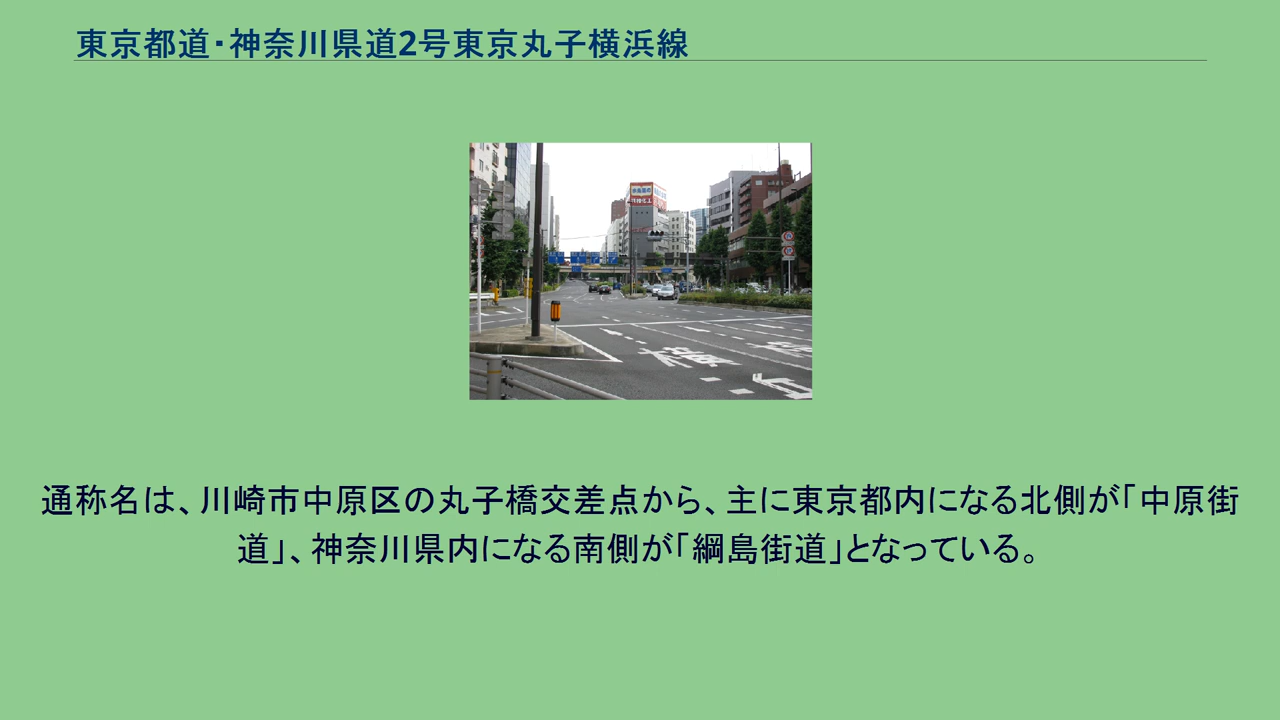 東京都道・神奈川県道2号東京丸子横浜線
通称名は、川崎市中原区の丸子橋交差点から、主に東京都内になる北側が「中原街
道」、神奈川県内になる南側が「綱島街道」となっている。